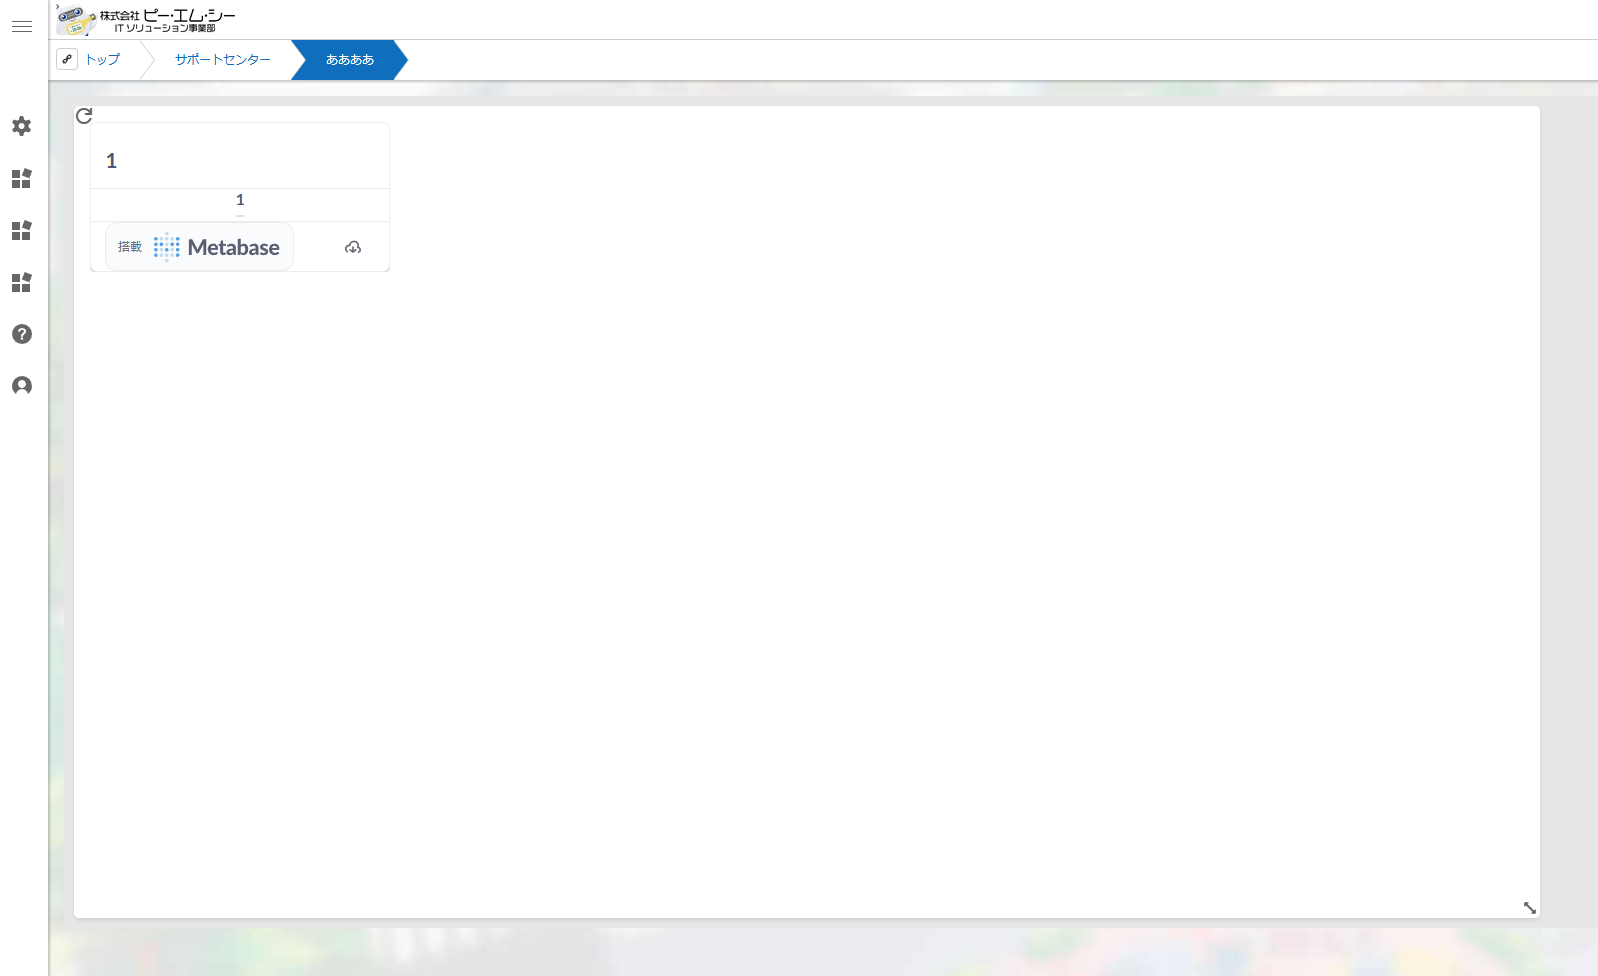 株式会社 ピー・エム・シー
ITソリューション事業部
トップ
サポートセンター
ああああ
1
1
搭載 Metabase